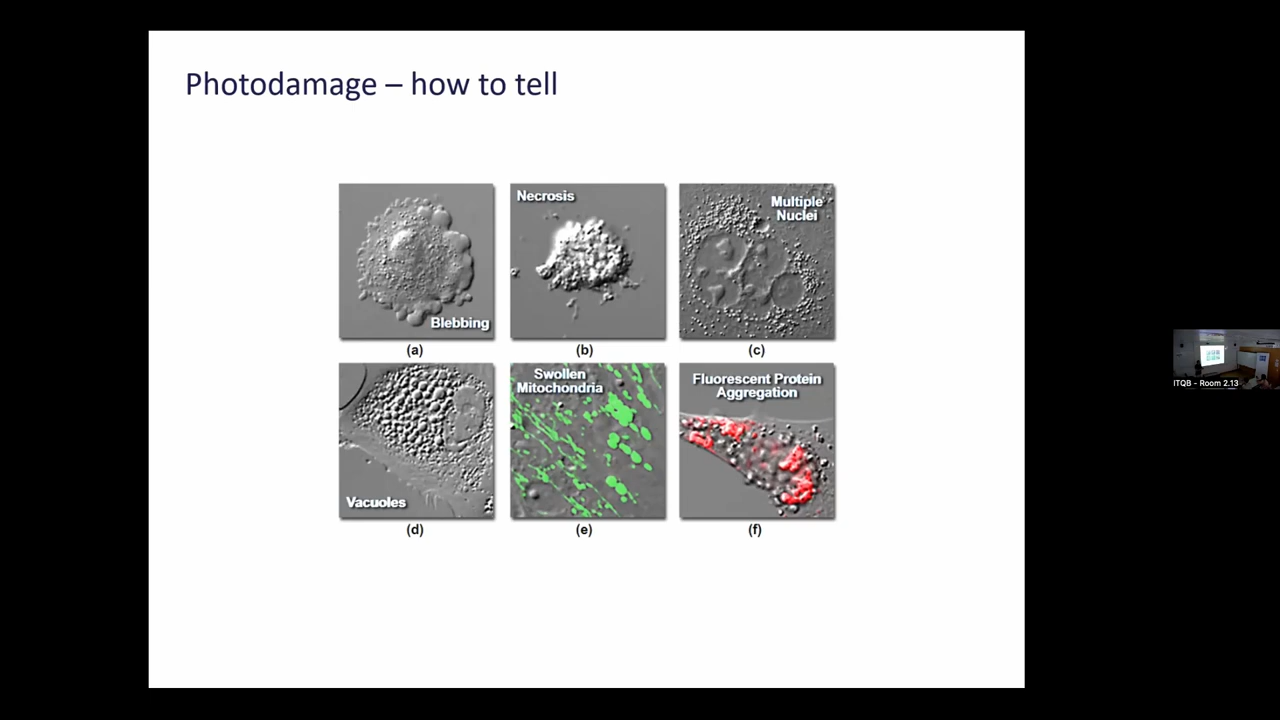 Photodamage – how to tell
Blebbing
(a)
Necrosis
(b)
Multiple
Nuclei
(c)
Vacuoles
(d)
Swollen
Mitochondria
(e)
Fluorescent Protein
Aggregation
(f)
ITQB - Room 2.13